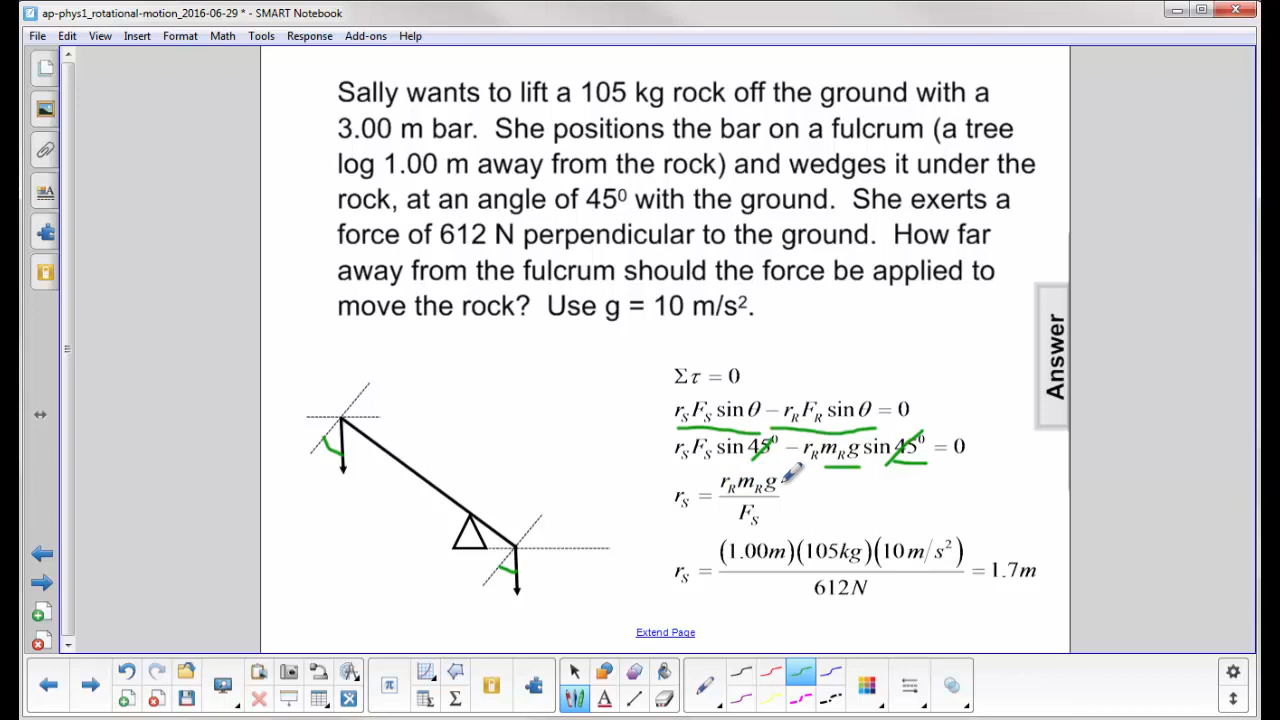 ap-phys1_rotational-motion_2016-06-29 * - SMART Notebook
File Edit View Insert Format Math Tools Response Add-ons Help
Sally wants to lift a 105 kg rock off the ground with a
3.00 m bar. She positions the bar on a fulcrum (a tree
log 1.00 m away from the rock) and wedges it under the
rock, at an angle of 45⁰ with the ground. She exerts a
force of 612 N perpendicular to the ground. How far
away from the fulcrum should the force be applied to
move the rock? Use g = 10 m/s².
Answer
Στ = 0
r_S F_S sin θ − r_R F_R sin θ = 0
r_S F_S sin 45⁰ − r_R m_R g sin 45⁰ = 0
r_S = r_R m_R g / F_S
r_S = (1.00m)(105kg)(10 m/s²) / 612N = 1.7m
Extend Page